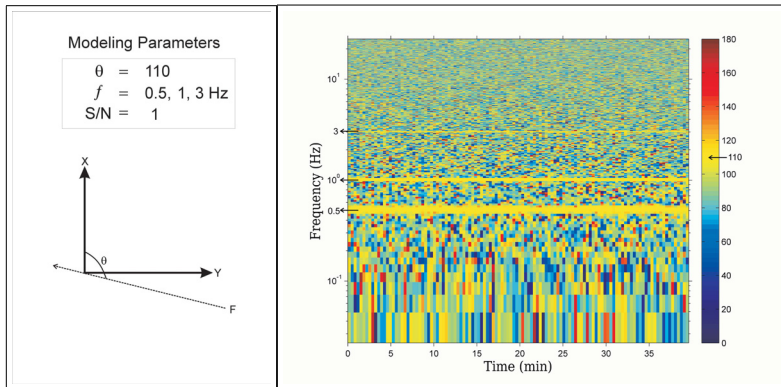 Modeling Parameters
θ = 110
f = 0.5, 1, 3 Hz
S/N = 1
X
θ
Y
F
Frequency (Hz)
10¹
3
10⁰
0.5
10⁻¹
0 5 10 15 20 25 30 35
Time (min)
180
160
140
120
110
100
80
60
40
20
0